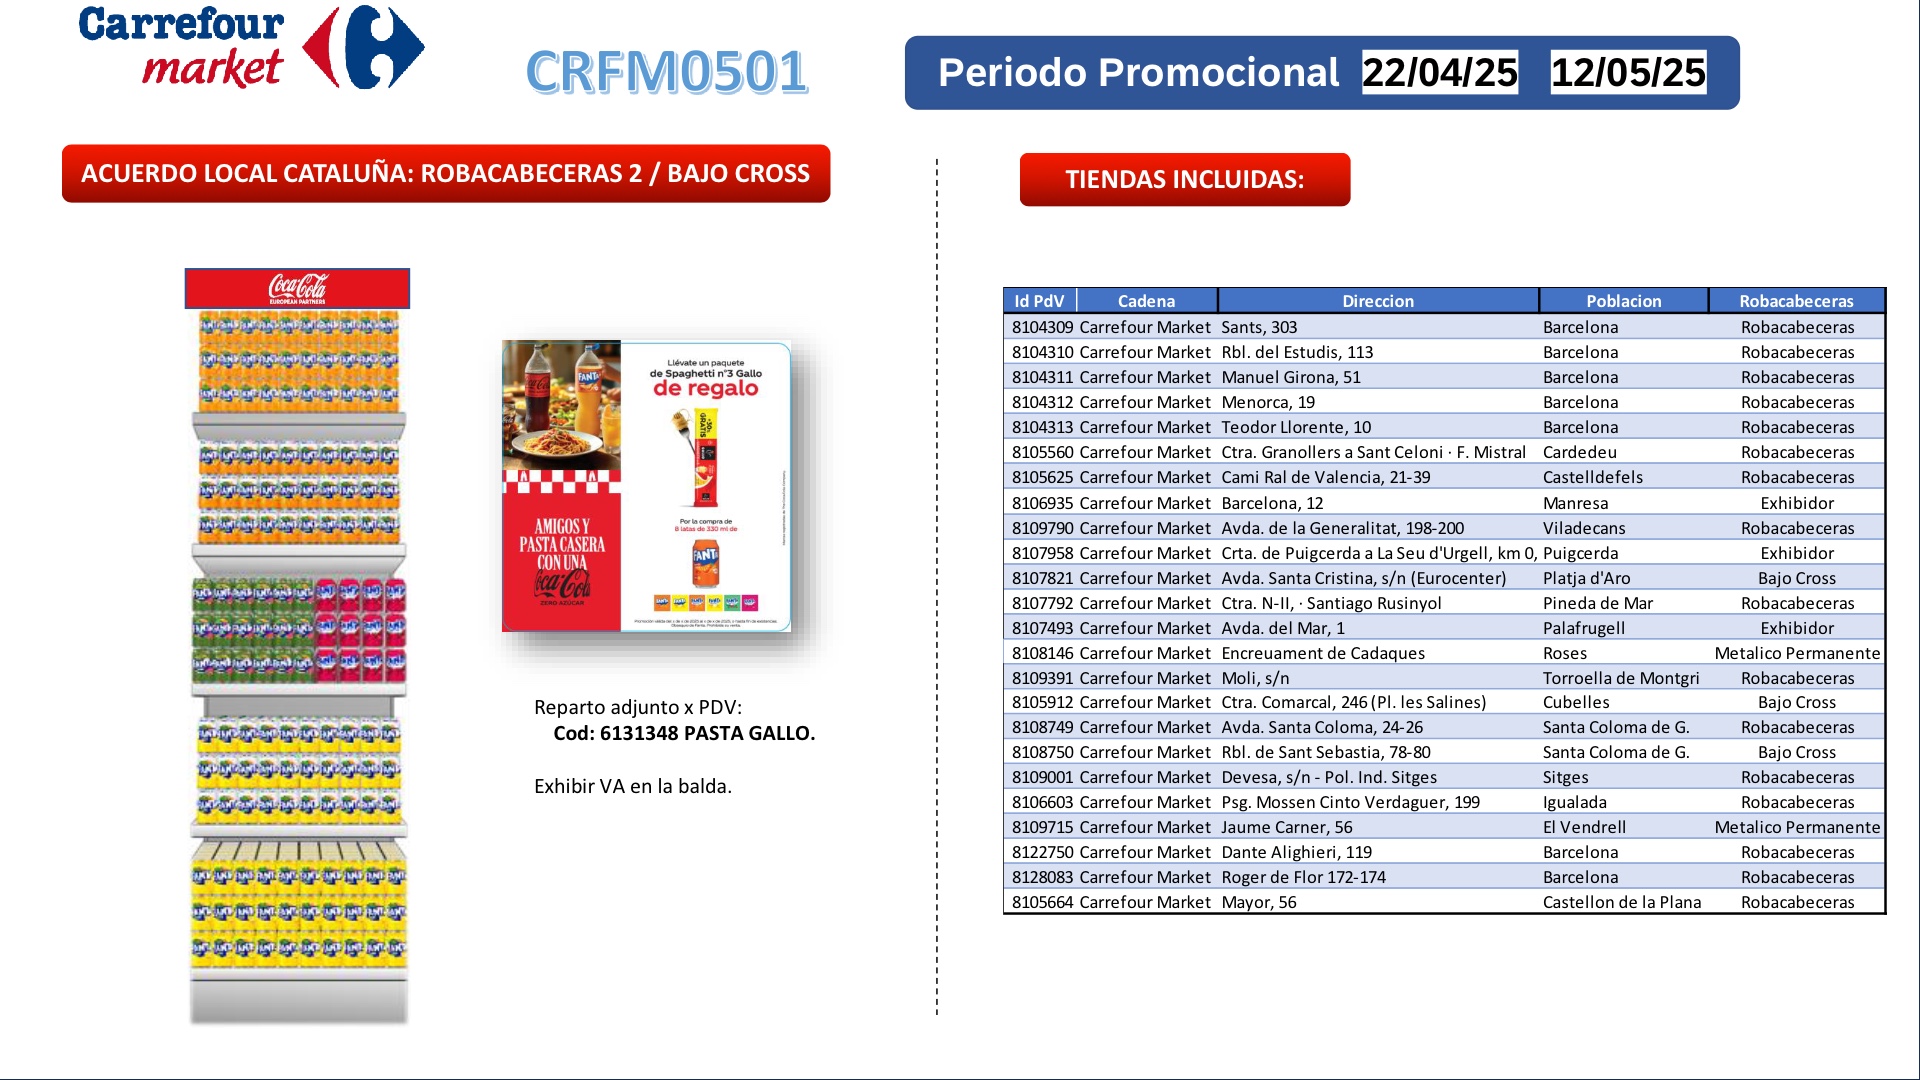 Carrefour
market
CRFM0501
Periodo Promocional 22/04/25 12/05/25
ACUERDO LOCAL CATALUÑA: ROBACABECERAS 2 / BAJO CROSS
Coca-Cola
EUROPEAN PARTNERS
Llévate un paquete
de Spaghetti nº3 Gallo
de regalo
GRATIS
Por la compra de
8 latas de 330 ml de
FANTA
AMIGOS Y
PASTA CASERA
CON UNA
Coca-Cola
ZERO AZÚCAR
Reparto adjunto x PDV:
Cod: 6131348 PASTA GALLO.
Exhibir VA en la balda.
TIENDAS INCLUIDAS:
Id PdV Cadena Direccion Poblacion Robacabeceras
8104309 Carrefour Market Sants, 303 Barcelona Robacabeceras
8104310 Carrefour Market Rbl. del Estudis, 113 Barcelona Robacabeceras
8104311 Carrefour Market Manuel Girona, 51 Barcelona Robacabeceras
8104312 Carrefour Market Menorca, 19 Barcelona Robacabeceras
8104313 Carrefour Market Teodor Llorente, 10 Barcelona Robacabeceras
8105560 Carrefour Market Ctra. Granollers a Sant Celoni · F. Mistral Cardedeu Robacabeceras
8105625 Carrefour Market Cami Ral de Valencia, 21-39 Castelldefels Robacabeceras
8106935 Carrefour Market Barcelona, 12 Manresa Exhibidor
8109790 Carrefour Market Avda. de la Generalitat, 198-200 Viladecans Robacabeceras
8107958 Carrefour Market Crta. de Puigcerda a La Seu d'Urgell, km 0, Puigcerda Exhibidor
8107821 Carrefour Market Avda. Santa Cristina, s/n (Eurocenter) Platja d'Aro Bajo Cross
8107792 Carrefour Market Ctra. N-II, · Santiago Rusinyol Pineda de Mar Robacabeceras
8107493 Carrefour Market Avda. del Mar, 1 Palafrugell Exhibidor
8108146 Carrefour Market Encreuament de Cadaques Roses Metalico Permanente
8109391 Carrefour Market Moli, s/n Torroella de Montgri Robacabeceras
8105912 Carrefour Market Ctra. Comarcal, 246 (Pl. les Salines) Cubelles Bajo Cross
8108749 Carrefour Market Avda. Santa Coloma, 24-26 Santa Coloma de G. Robacabeceras
8108750 Carrefour Market Rbl. de Sant Sebastia, 78-80 Santa Coloma de G. Bajo Cross
8109001 Carrefour Market Devesa, s/n - Pol. Ind. Sitges Sitges Robacabeceras
8106603 Carrefour Market Psg. Mossen Cinto Verdaguer, 199 Igualada Robacabeceras
8109715 Carrefour Market Jaume Carner, 56 El Vendrell Metalico Permanente
8122750 Carrefour Market Dante Alighieri, 119 Barcelona Robacabeceras
8128083 Carrefour Market Roger de Flor 172-174 Barcelona Robacabeceras
8105664 Carrefour Market Mayor, 56 Castellon de la Plana Robacabeceras